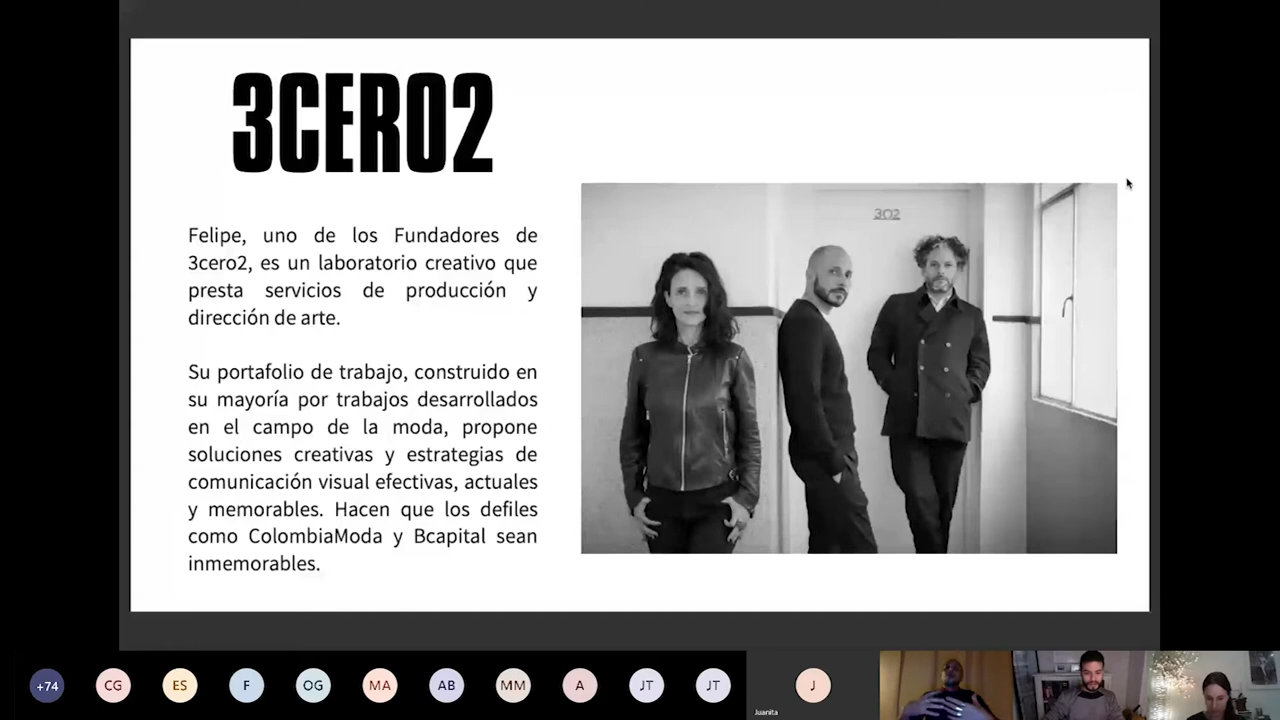 3CERO2
Felipe, uno de los Fundadores de
3cero2, es un laboratorio creativo que
presta servicios de producción y
dirección de arte.
Su portafolio de trabajo, construido en
su mayoría por trabajos desarrollados
en el campo de la moda, propone
soluciones creativas y estrategias de
comunicación visual efectivas, actuales
y memorables. Hacen que los defiles
como ColombiaModa y Bcapital sean
inmemorables.
302
+74
CG
ES
F
OG
MA
AB
MM
A
JT
JT
J
Juanita